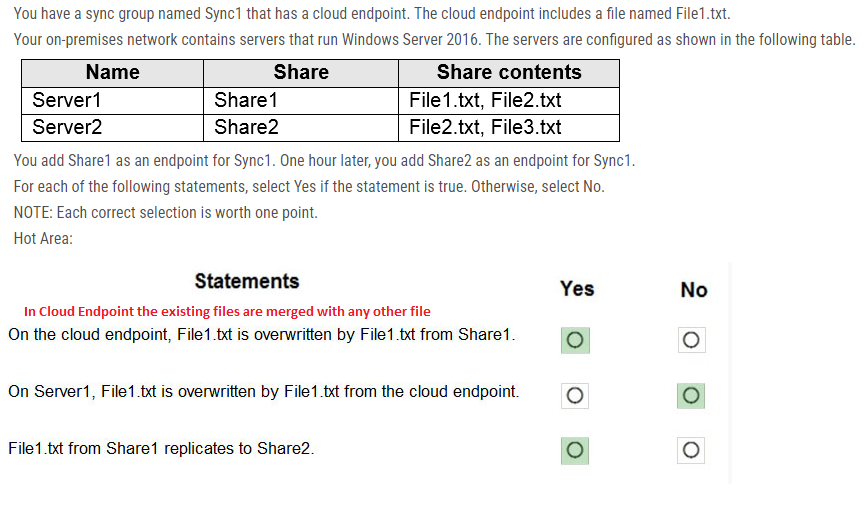 You have a sync group named Sync1 that has a cloud endpoint. The cloud endpoint includes a file named File1.txt.
Your on-premises network contains servers that run Windows Server 2016. The servers are configured as shown in the following table.
Name Share Share contents
Server1 Share1 File1.txt, File2.txt
Server2 Share2 File2.txt, File3.txt
You add Share1 as an endpoint for Sync1. One hour later, you add Share2 as an endpoint for Sync1.
For each of the following statements, select Yes if the statement is true. Otherwise, select No.
NOTE: Each correct selection is worth one point.
Hot Area:
Statements Yes No
In Cloud Endpoint the existing files are merged with any other file
On the cloud endpoint, File1.txt is overwritten by File1.txt from Share1.
On Server1, File1.txt is overwritten by File1.txt from the cloud endpoint.
File1.txt from Share1 replicates to Share2.